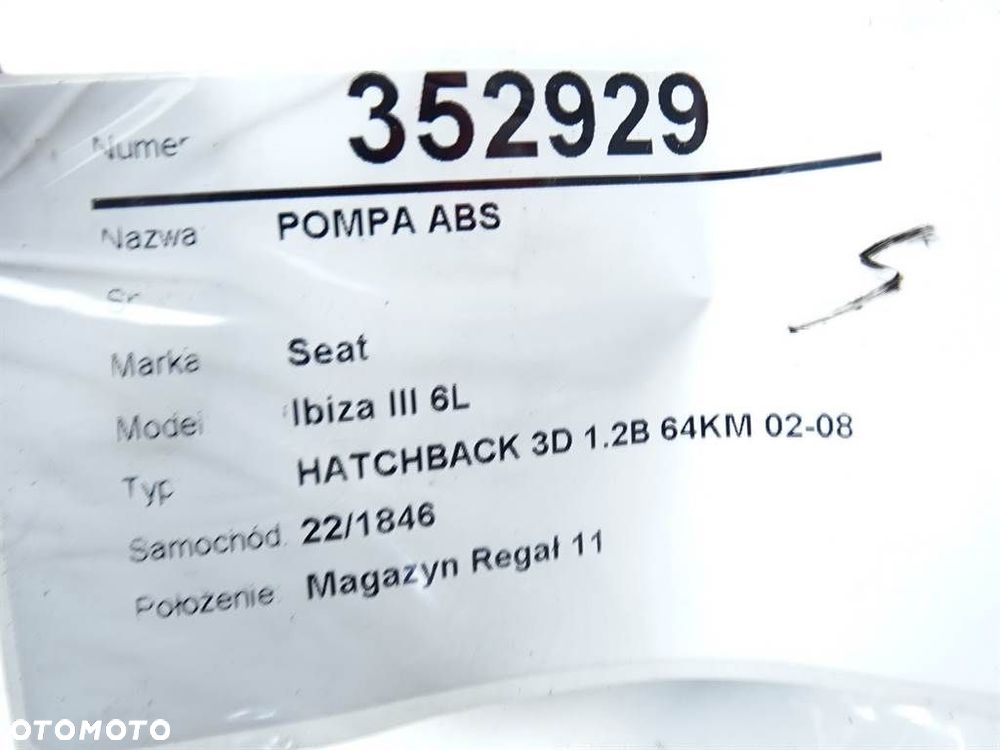 Numer 352929
Nazwa POMPA ABS
Sr
Marka Seat
Model Ibiza III 6L
Typ HATCHBACK 3D 1.2B 64KM 02-08
Samochód. 22/1846
Położenie Magazyn Regał 11
OTOMOTO